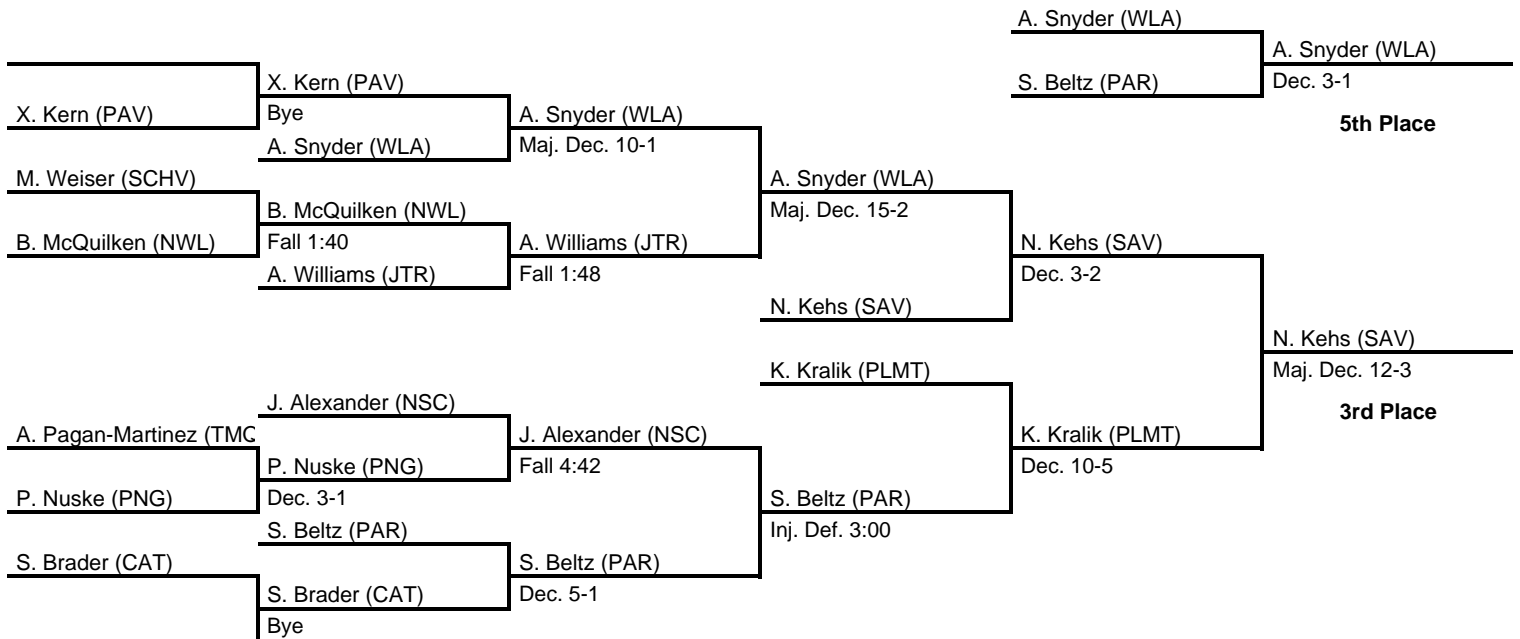 A. Snyder (WLA)
A. Snyder (WLA)
S. Beltz (PAR)
Dec. 3-1
5th Place
X. Kern (PAV)
X. Kern (PAV)
Bye
A. Snyder (WLA)
A. Snyder (WLA)
Maj. Dec. 10-1
M. Weiser (SCHV)
B. McQuilken (NWL)
B. McQuilken (NWL)
Fall 1:40
A. Williams (JTR)
A. Williams (JTR)
Fall 1:48
A. Snyder (WLA)
Maj. Dec. 15-2
N. Kehs (SAV)
N. Kehs (SAV)
Dec. 3-2
N. Kehs (SAV)
Maj. Dec. 12-3
3rd Place
K. Kralik (PLMT)
K. Kralik (PLMT)
Dec. 10-5
J. Alexander (NSC)
A. Pagan-Martinez (TMC
P. Nuske (PNG)
P. Nuske (PNG)
Dec. 3-1
J. Alexander (NSC)
Fall 4:42
S. Beltz (PAR)
Inj. Def. 3:00
S. Beltz (PAR)
S. Brader (CAT)
S. Brader (CAT)
Bye
S. Beltz (PAR)
Dec. 5-1